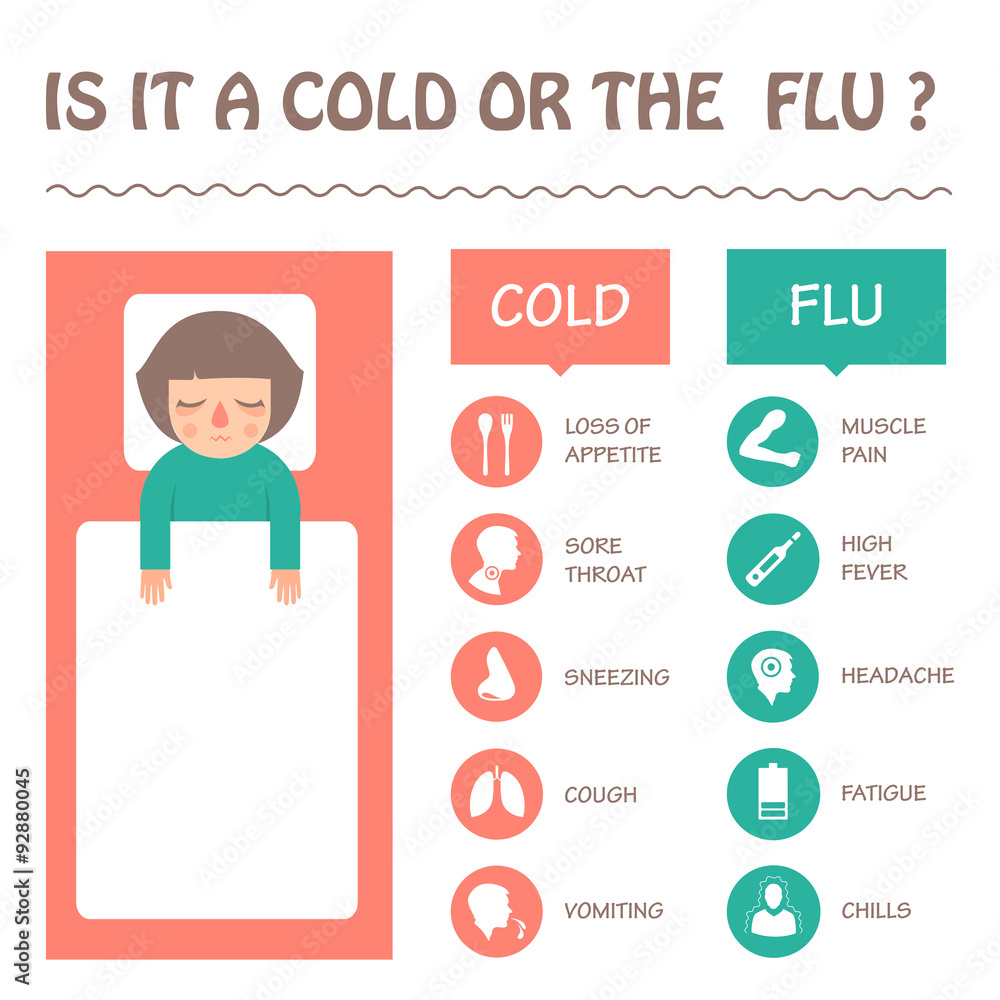 IS IT A COLD OR THE FLU ?
COLD
LOSS OF
APPETITE
SORE
THROAT
SNEEZING
COUGH
VOMITING
FLU
MUSCLE
PAIN
HIGH
FEVER
HEADACHE
FATIGUE
CHILLS
Adobe Stock | #92880045